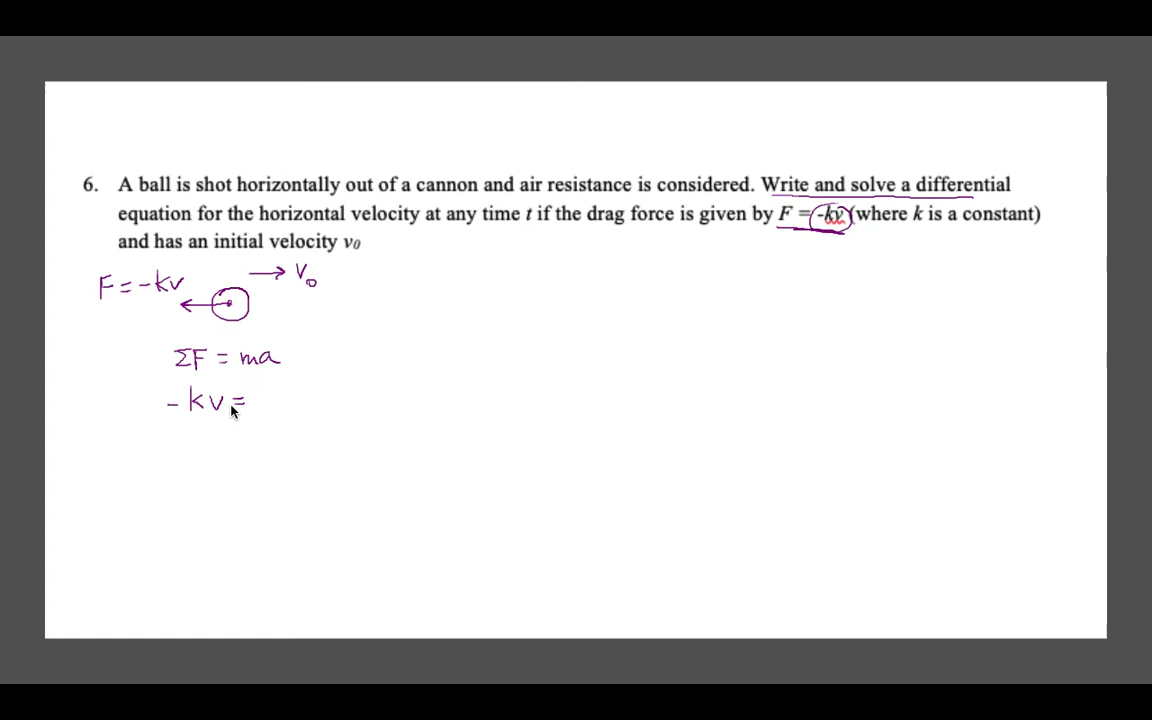 6. A ball is shot horizontally out of a cannon and air resistance is considered. Write and solve a differential
equation for the horizontal velocity at any time t if the drag force is given by F = -kv (where k is a constant)
and has an initial velocity v₀
F = -kv → v₀
ΣF = ma
- kv =